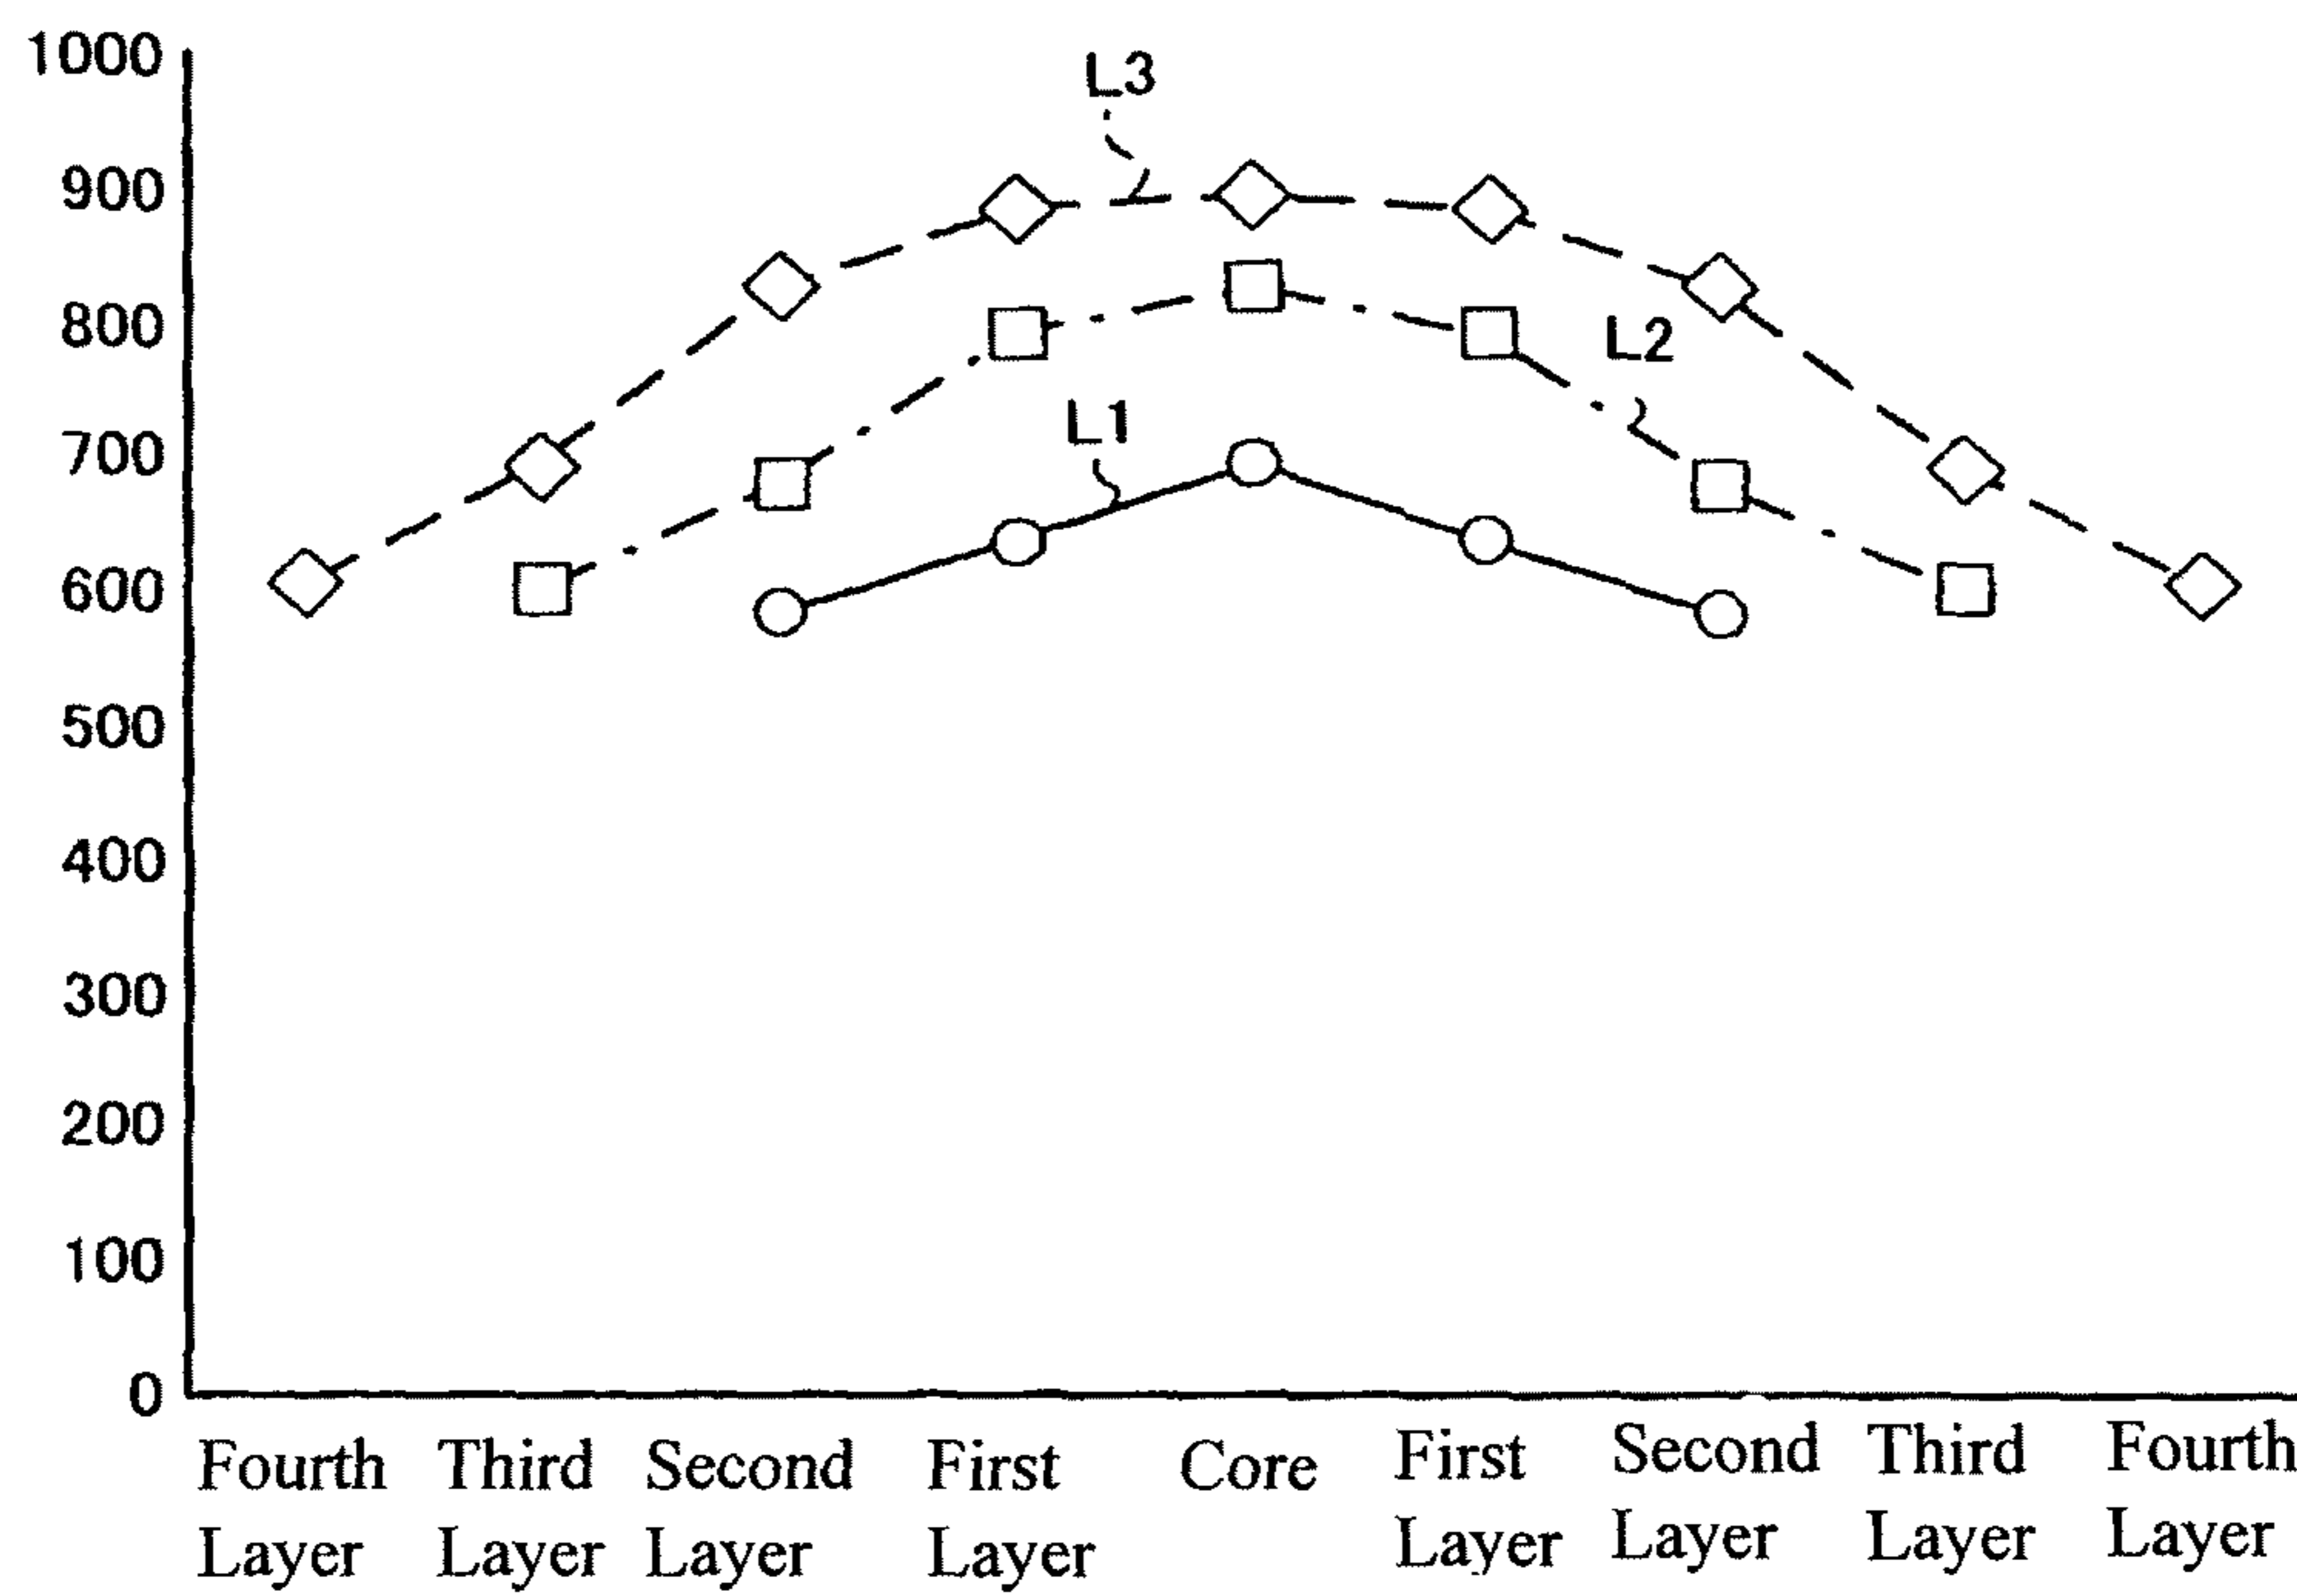 1000
L3
900
800
L2
L1
700
600
500
400
300
200
100
0
Fourth Layer
Third Layer
Second Layer
First Layer
Core
First Layer
Second Layer
Third Layer
Fourth Layer